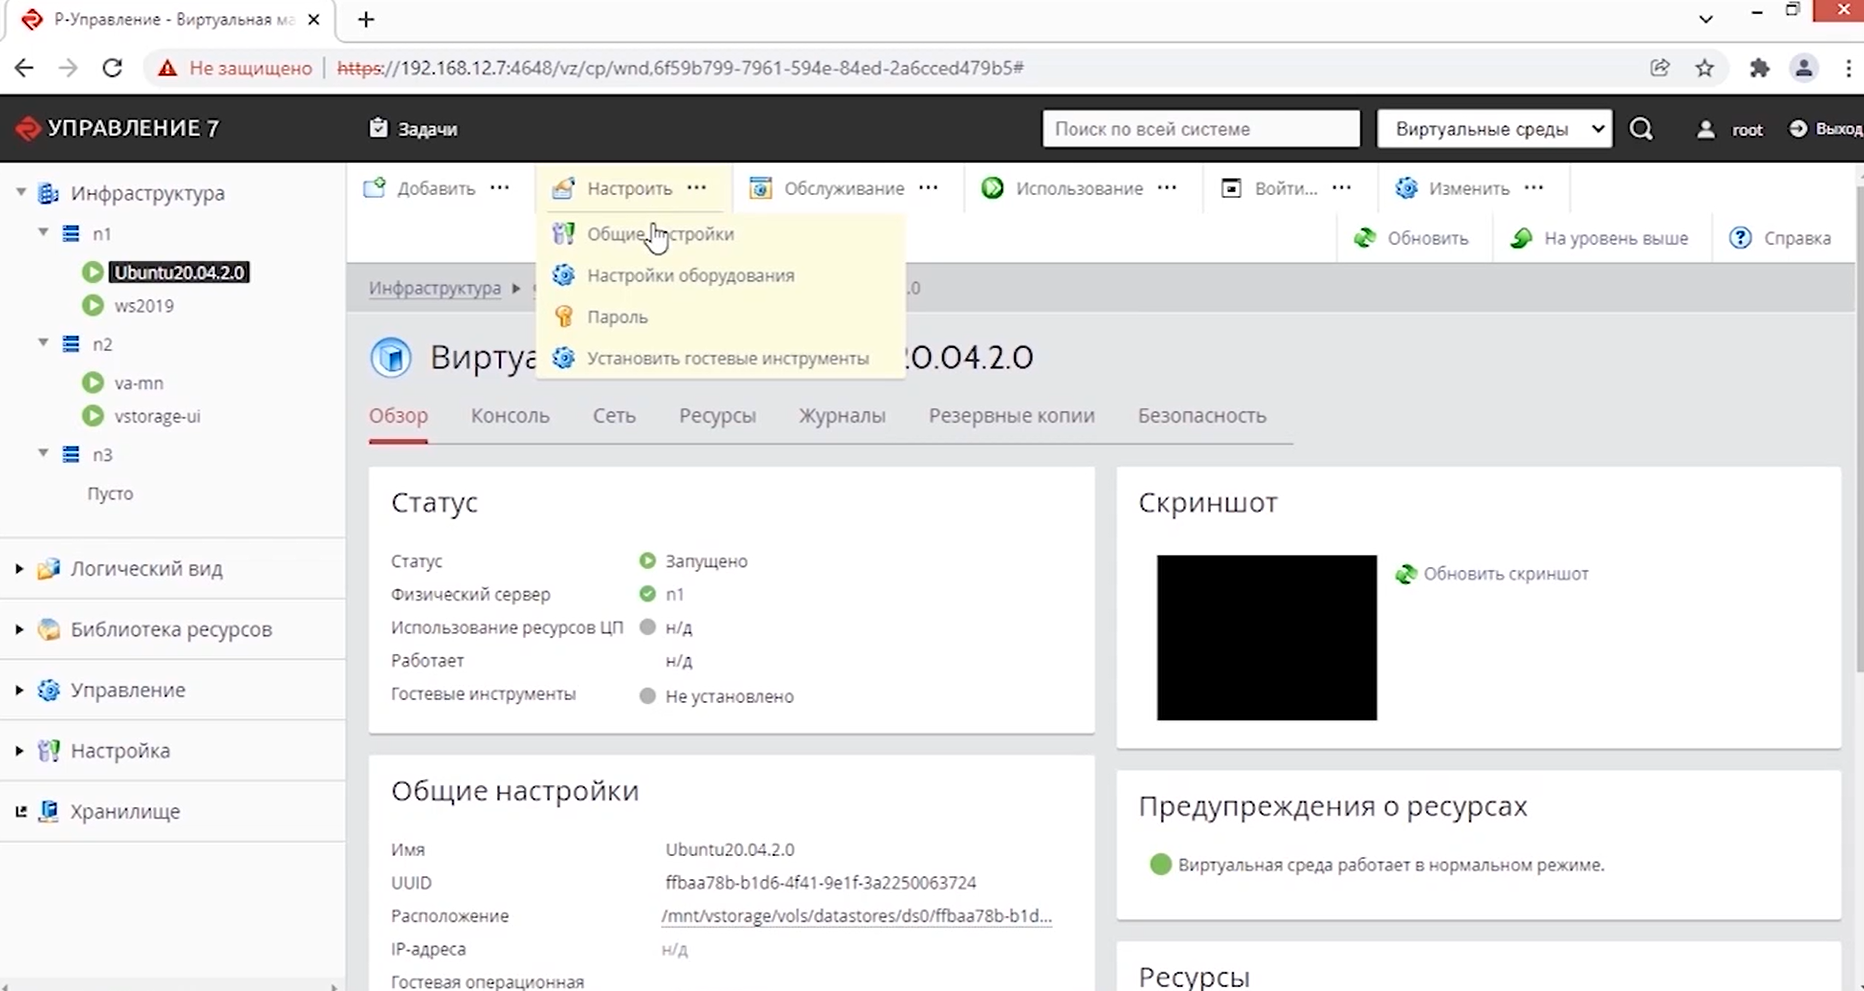 Р-Управление - Виртуальная ма
Не защищено https://192.168.12.7:4648/vz/cp/wnd,6f59b799-7961-594e-84ed-2a6cced479b5#
УПРАВЛЕНИЕ 7
Задачи
Поиск по всей системе
Виртуальные среды
root
Выход
Инфраструктура
n1
Ubuntu20.04.2.0
ws2019
n2
va-mn
vstorage-ui
n3
Пусто
Логический вид
Библиотека ресурсов
Управление
Настройка
Хранилище
Добавить ...
Настроить ...
Обслуживание ...
Использование ...
Войти... ...
Изменить ...
Общие настройки
Настройки оборудования
Пароль
Установить гостевые инструменты
Обновить
На уровень выше
Справка
Инфраструктура
.0
Виртуа
20.04.2.0
Обзор
Консоль
Сеть
Ресурсы
Журналы
Резервные копии
Безопасность
Статус
Статус Запущено
Физический сервер n1
Использование ресурсов ЦП н/д
Работает н/д
Гостевые инструменты Не установлено
Общие настройки
Имя Ubuntu20.04.2.0
UUID ffbaa78b-b1d6-4f41-9e1f-3a2250063724
Расположение /mnt/vstorage/vols/datastores/ds0/ffbaa78b-b1d...
IP-адреса н/д
Гостевая операционная
Скриншот
Обновить скриншот
Предупреждения о ресурсах
Виртуальная среда работает в нормальном режиме.
Ресурсы